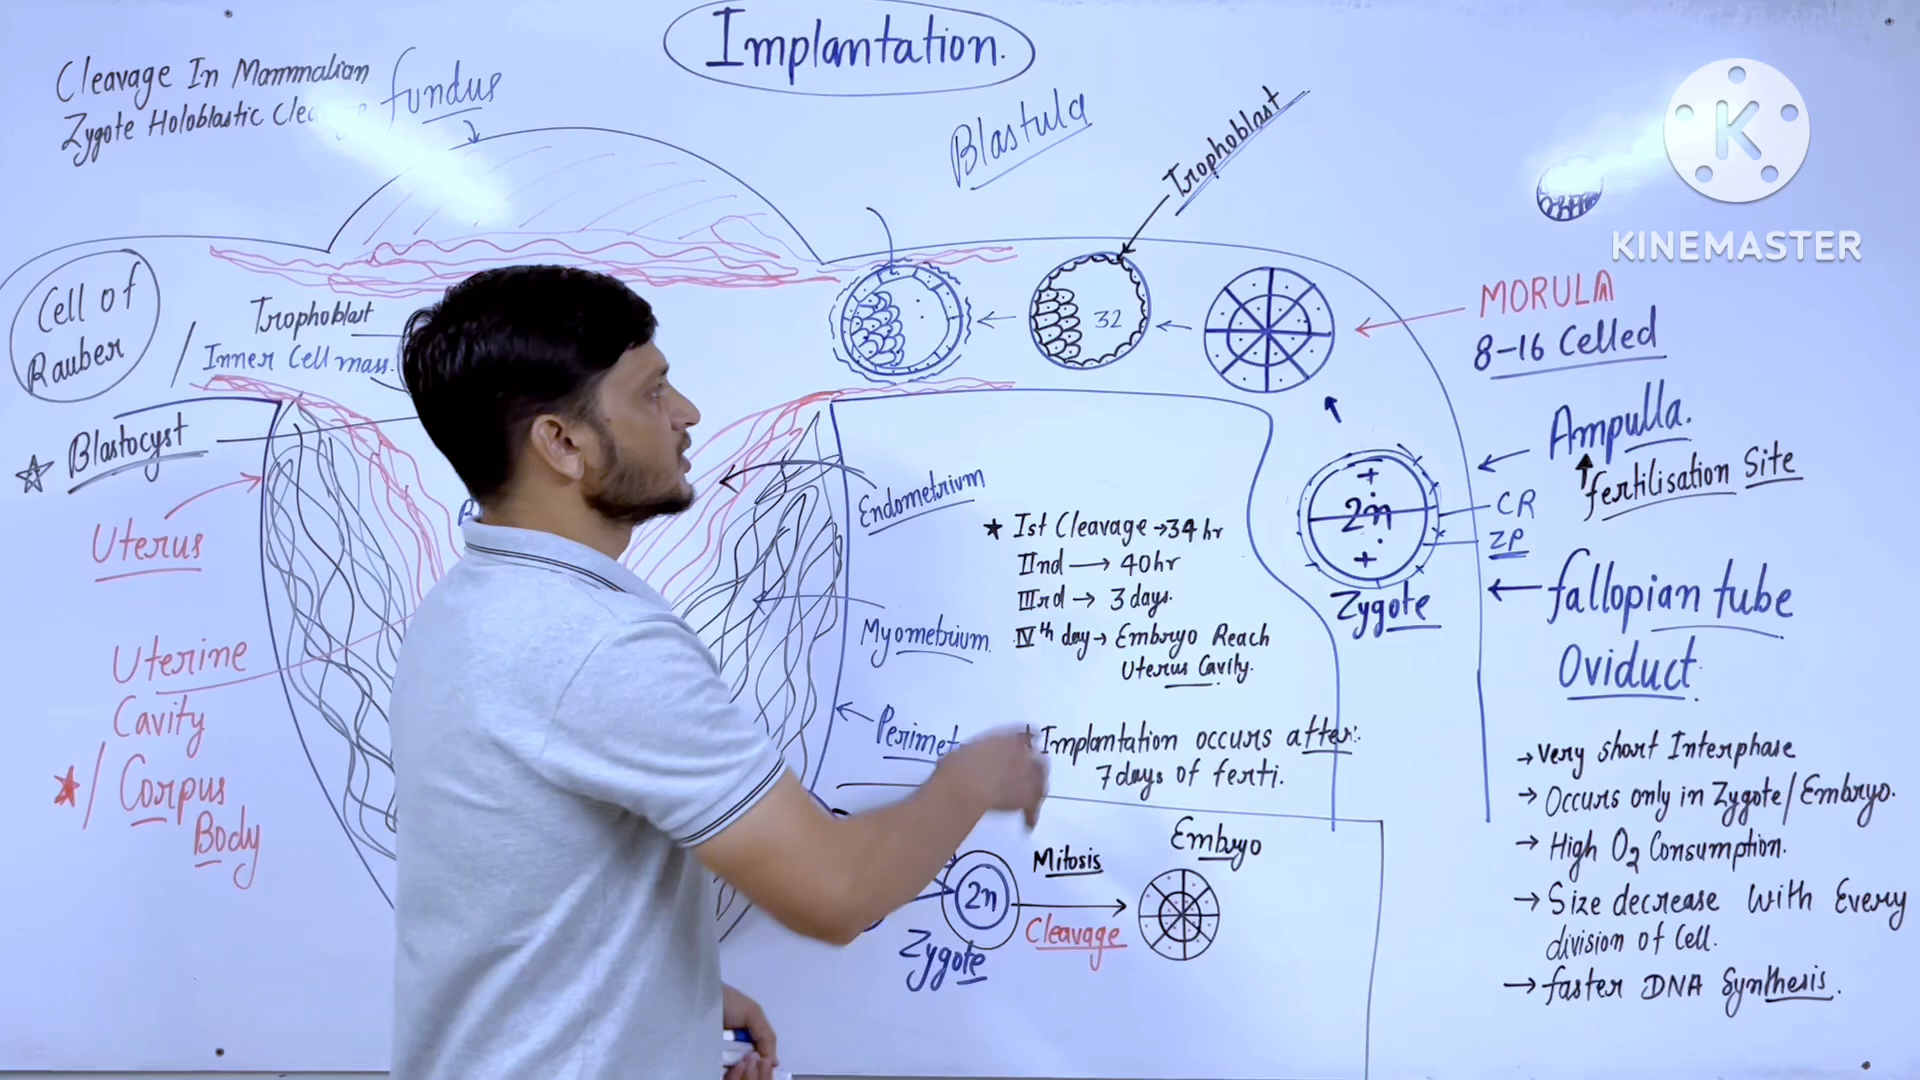 Implantation.
Cleavage In Mammalian
Zygote Holoblastic
fundus
Blastula
Trophoblast
KINEMASTER
Cell of
Rauber
Trophoblast
/ Inner Cell mass.
32
MORULA
8-16 Celled
☆ Blastocyst
Uterus
Ampulla.
fertilisation Site
CR
ZP
+
2n
+
Zygote
Endometrium
★ Ist Cleavage → 34 hr
IInd → 40 hr
IIIrd → 3 days.
IVth day → Embryo Reach
Uterus Cavity.
fallopian tube
Oviduct
Uterine
Cavity
★/ Corpus
Body
Myometrium
★ Implantation occurs after:
7 days of ferti.
→ Very short Interphase
→ Occurs only in Zygote/Embryo.
→ High O2 Consumption.
→ Size decrease With Every
division of Cell.
→ faster DNA Synthesis.
2n
Zygote
Mitosis
Cleavage
Embryo